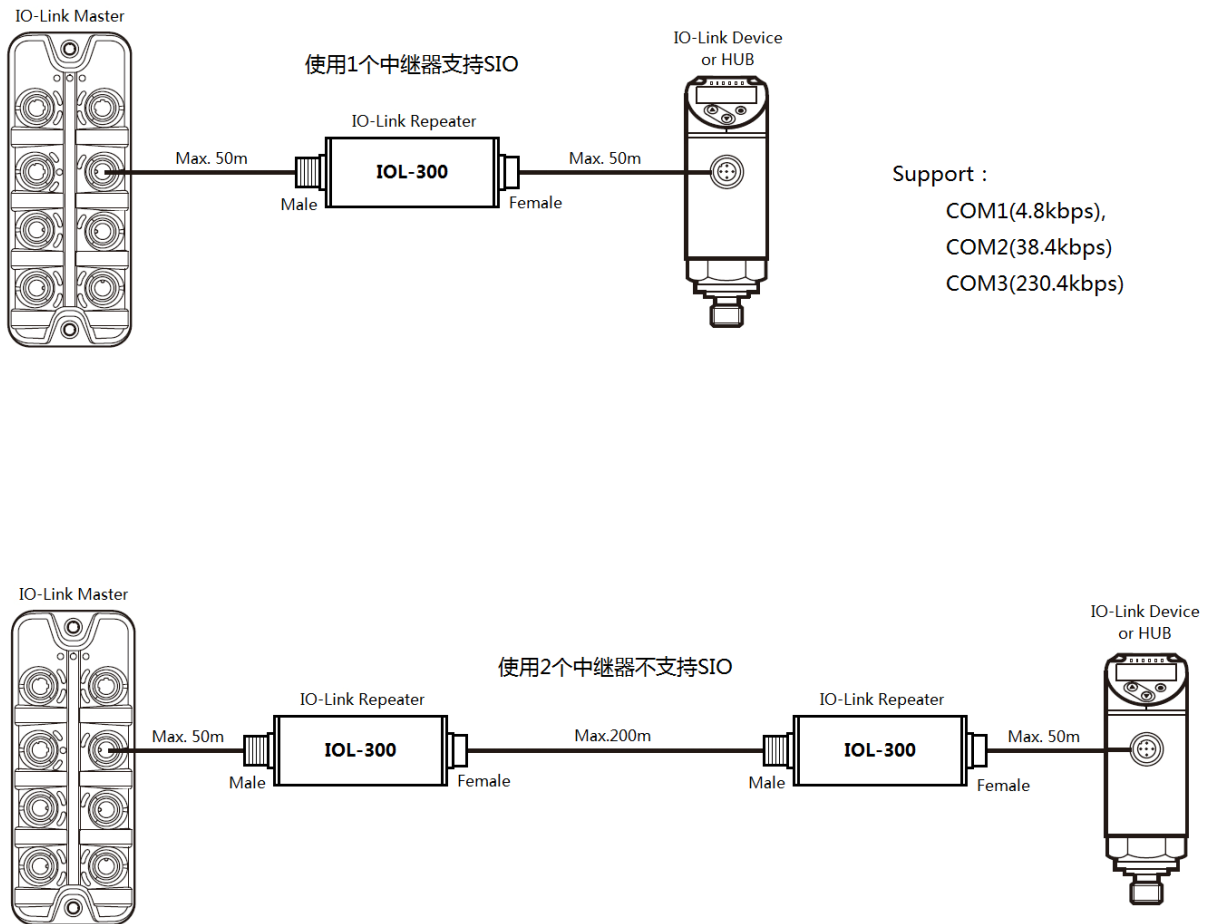 IO-Link Master
使用1个中继器支持SIO
IO-Link Device
or HUB
IO-Link Repeater
Max. 50m
IOL-300
Max. 50m
Male
Female
Support :
COM1(4.8kbps),
COM2(38.4kbps)
COM3(230.4kbps)
IO-Link Master
使用2个中继器不支持SIO
IO-Link Device
or HUB
IO-Link Repeater
IO-Link Repeater
Max. 50m
IOL-300
Max.200m
IOL-300
Max. 50m
Male
Female
Male
Female